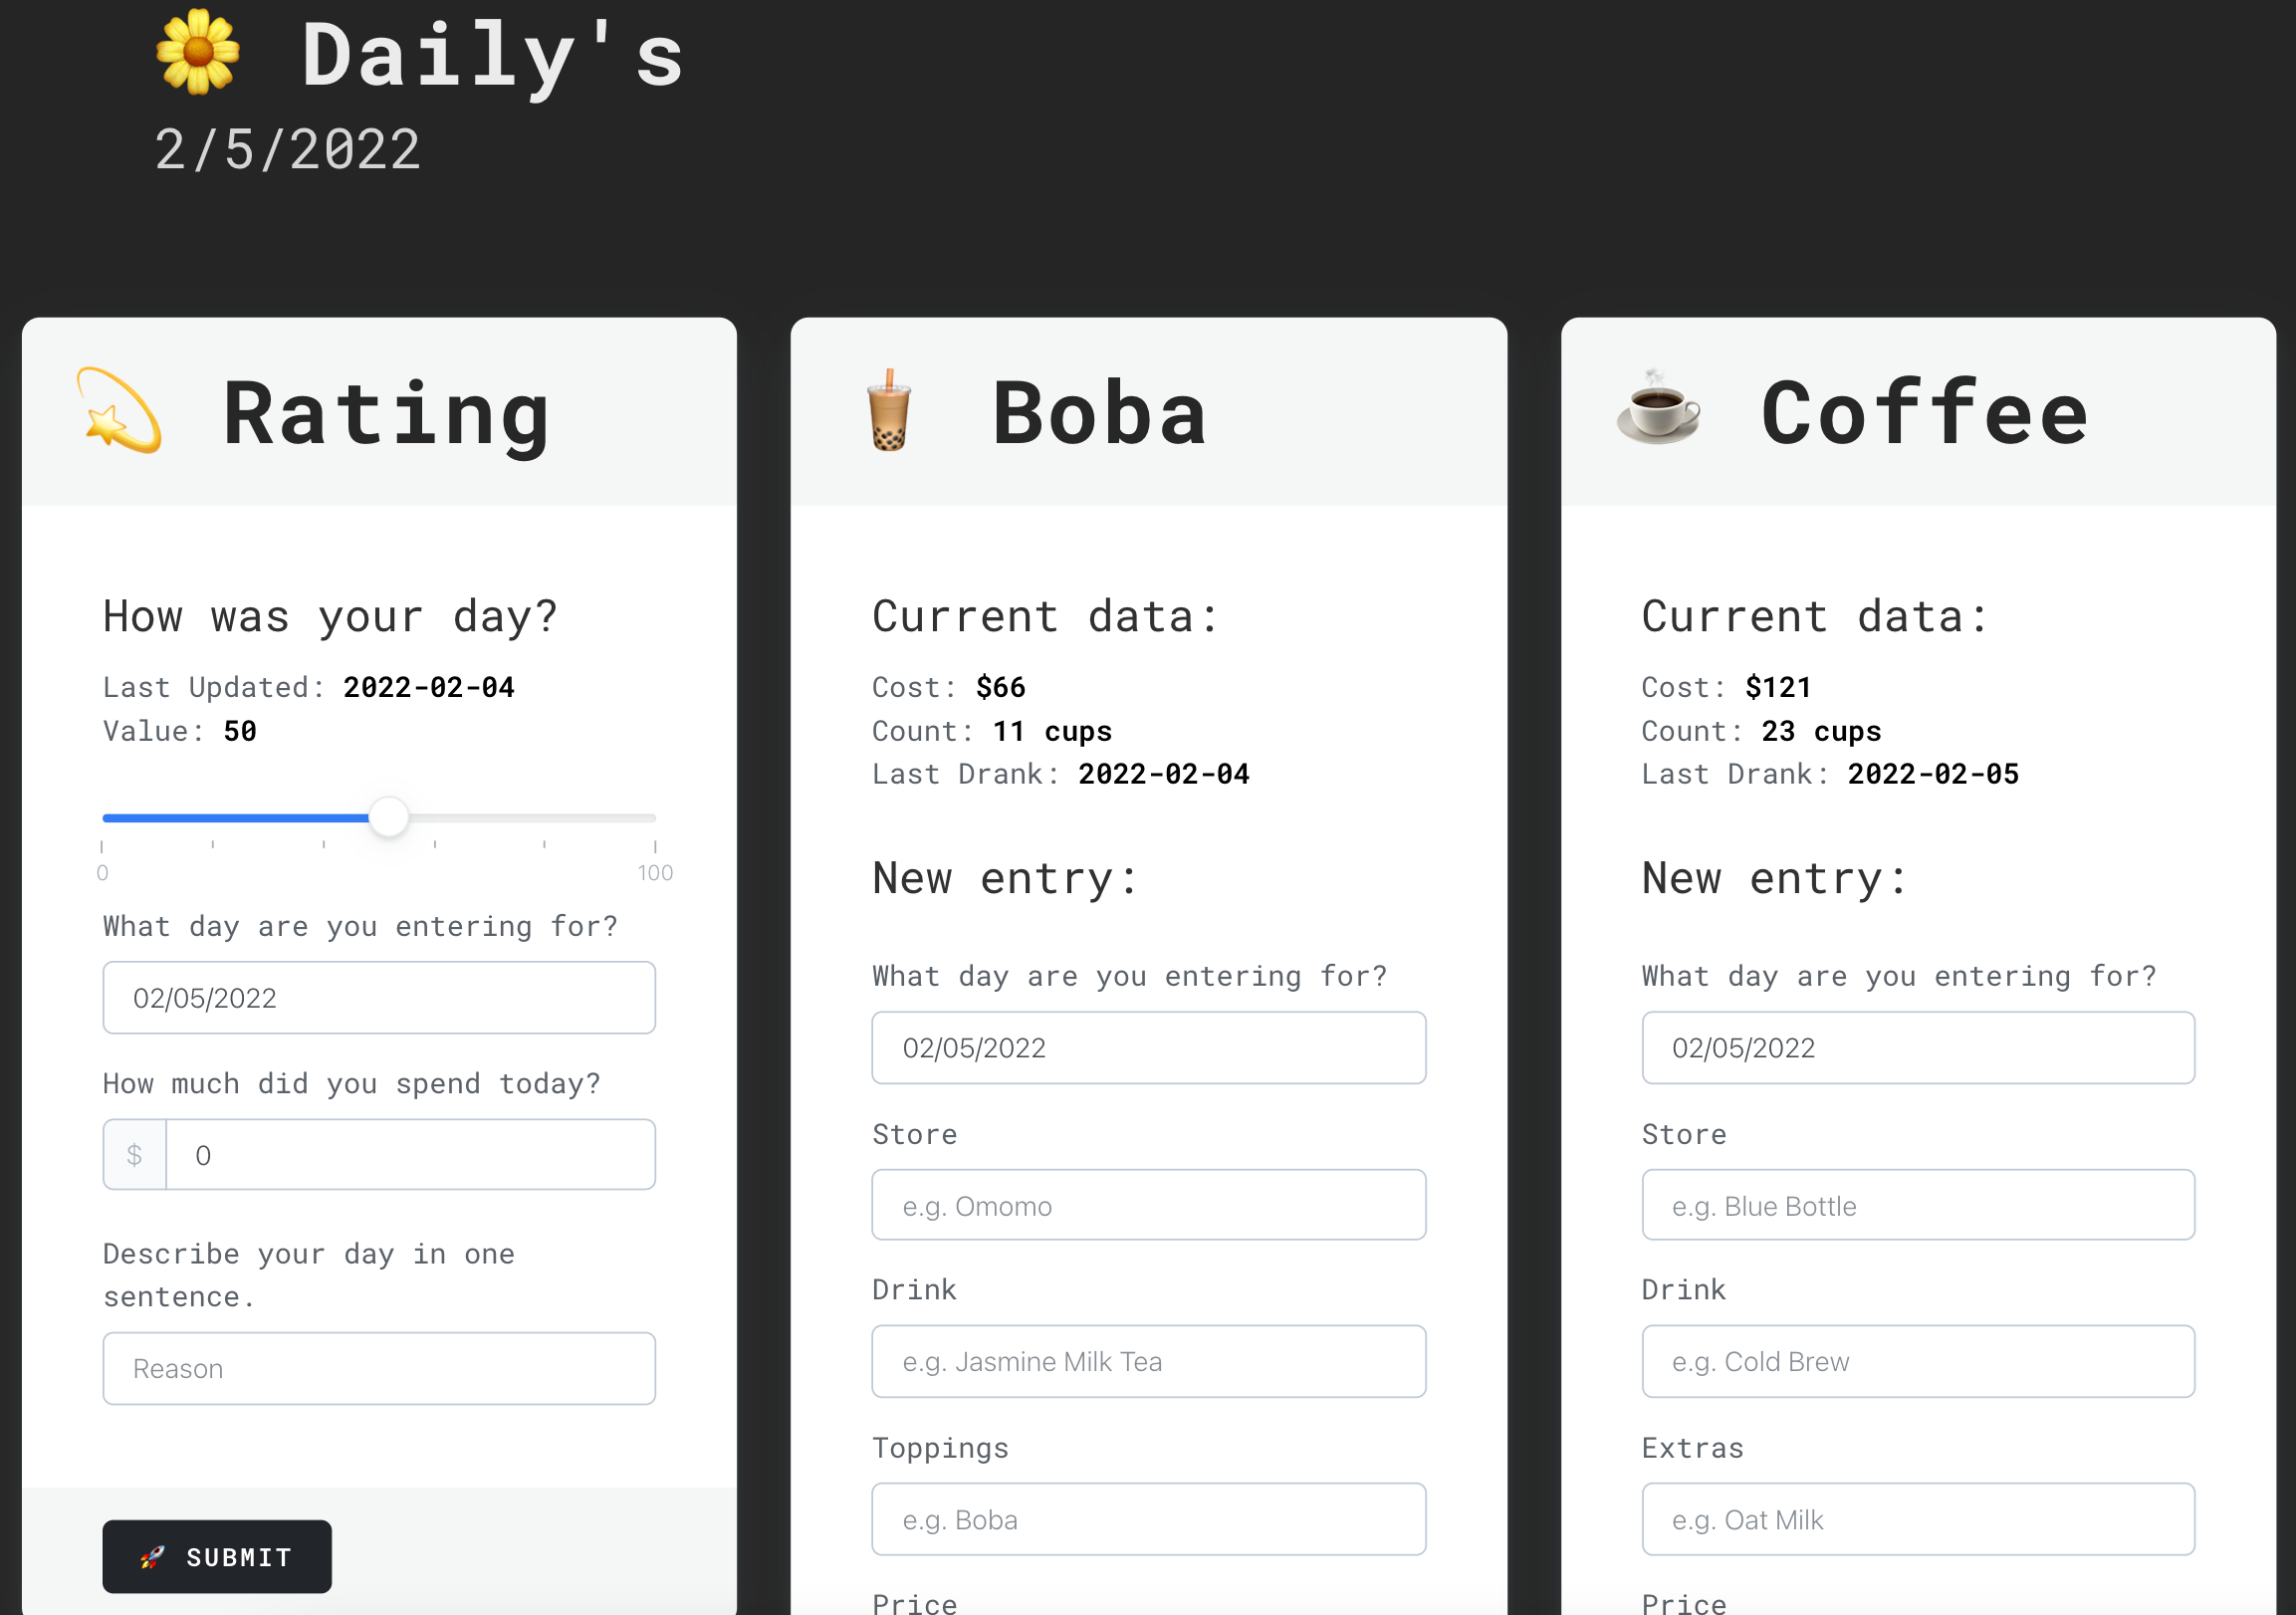 Daily's
2/5/2022
Rating
How was your day?
Last Updated: 2022-02-04
Value: 50
0
100
What day are you entering for?
02/05/2022
How much did you spend today?
$ 0
Describe your day in one
sentence.
Reason
SUBMIT
Boba
Current data:
Cost: $66
Count: 11 cups
Last Drank: 2022-02-04
New entry:
What day are you entering for?
02/05/2022
Store
e.g. Omomo
Drink
e.g. Jasmine Milk Tea
Toppings
e.g. Boba
Price
Coffee
Current data:
Cost: $121
Count: 23 cups
Last Drank: 2022-02-05
New entry:
What day are you entering for?
02/05/2022
Store
e.g. Blue Bottle
Drink
e.g. Cold Brew
Extras
e.g. Oat Milk
Price